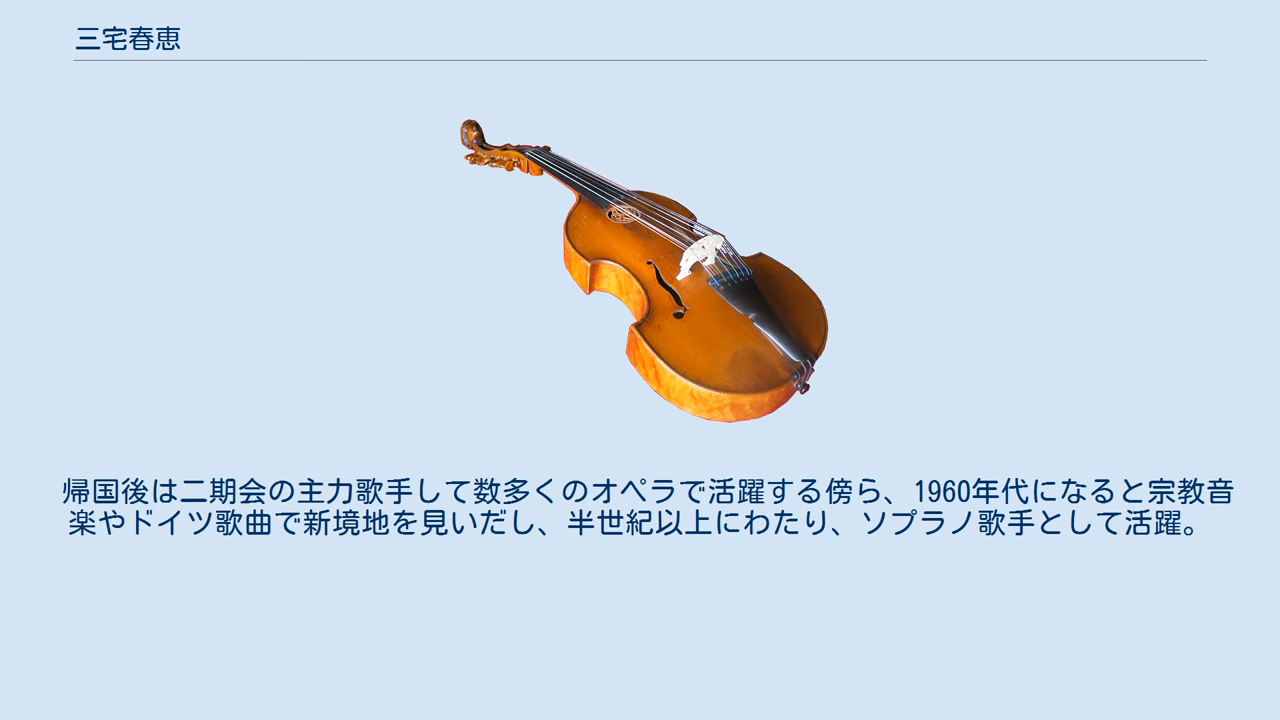 三宅春恵
帰国後は二期会の主力歌手して数多くのオペラで活躍する傍ら、1960年代になると宗教音
楽やドイツ歌曲で新境地を見いだし、半世紀以上にわたり、ソプラノ歌手として活躍。